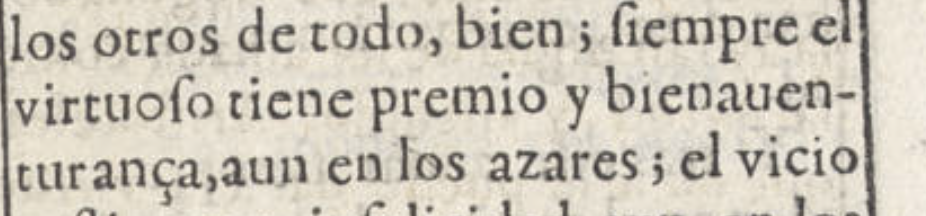 los otros de todo, bien ; ſiempre el
virtuoſo tiene premio y bienauen-
turança,aun en los azares ; el vicio